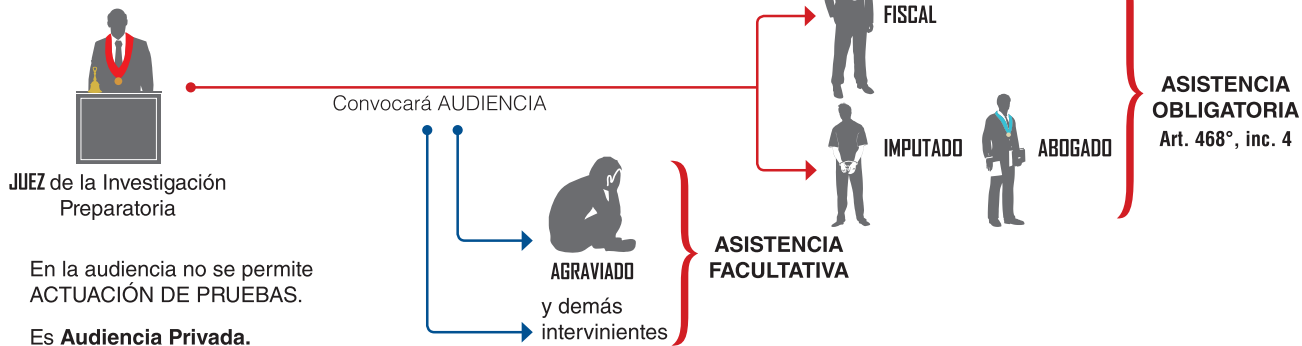 FISCAL
Convocará AUDIENCIA
ASISTENCIA
OBLIGATORIA
Art. 468°, inc. 4
IMPUTADO
ABOGADO
JUEZ de la Investigación
Preparatoria
En la audiencia no se permite
ACTUACIÓN DE PRUEBAS.
Es Audiencia Privada.
AGRAVIADO
y demás
intervinientes
ASISTENCIA
FACULTATIVA